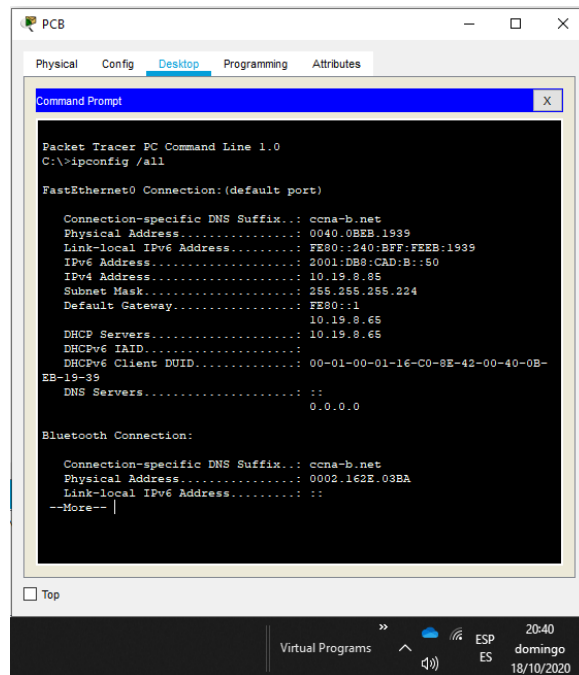 PCB
Physical Config Desktop Programming Attributes
Command Prompt
X
Packet Tracer PC Command Line 1.0
C:\>ipconfig /all
FastEthernet0 Connection:(default port)
Connection-specific DNS Suffix..: ccna-b.net
Physical Address................: 0040.0BEB.1939
Link-local IPv6 Address.........: FE80::240:BFF:FEEB:1939
IPv6 Address....................: 2001:DB8:CAD:B::50
IPv4 Address....................: 10.19.8.85
Subnet Mask.....................: 255.255.255.224
Default Gateway.................: FE80::1
10.19.8.65
DHCP Servers....................: 10.19.8.65
DHCPv6 IAID.....................:
DHCPv6 Client DUID..............: 00-01-00-01-16-C0-8E-42-00-40-0B-
EB-19-39
DNS Servers.....................: ::
0.0.0.0
Bluetooth Connection:
Connection-specific DNS Suffix..: ccna-b.net
Physical Address................: 0002.162E.03BA
Link-local IPv6 Address.........: ::
--More--
Top
Virtual Programs
ESP
ES
20:40
domingo
18/10/2020